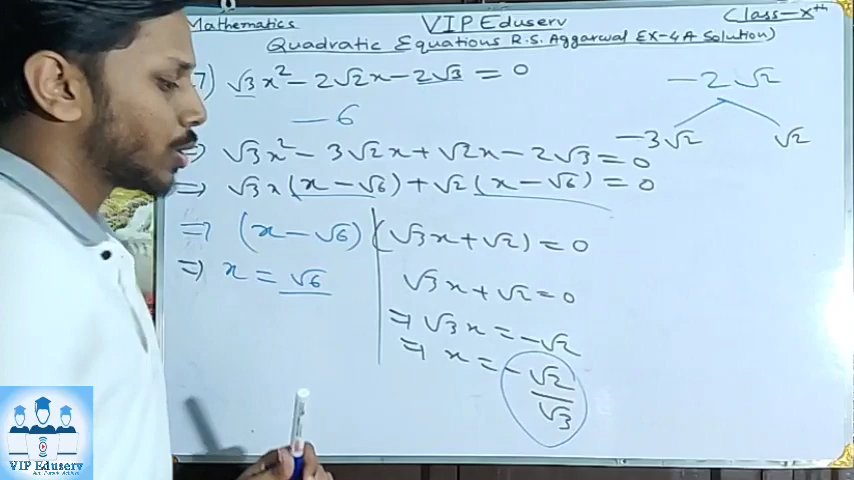 Mathematics
VIP Eduserv
Class-Xth
Quadratic Equations R.S. Aggarwal EX-4A Solution)
7) √3x² - 2√2x - 2√3 = 0
-2√2
-6
-3√2 √2
⇒ √3x² - 3√2x + √2x - 2√3 = 0
⇒ √3x(x - √6) + √2(x - √6) = 0
⇒ (x - √6) (√3x + √2) = 0
⇒ x = √6
√3x + √2 = 0
⇒ √3x = -√2
⇒ x = -√2/√3
VIP Eduserv